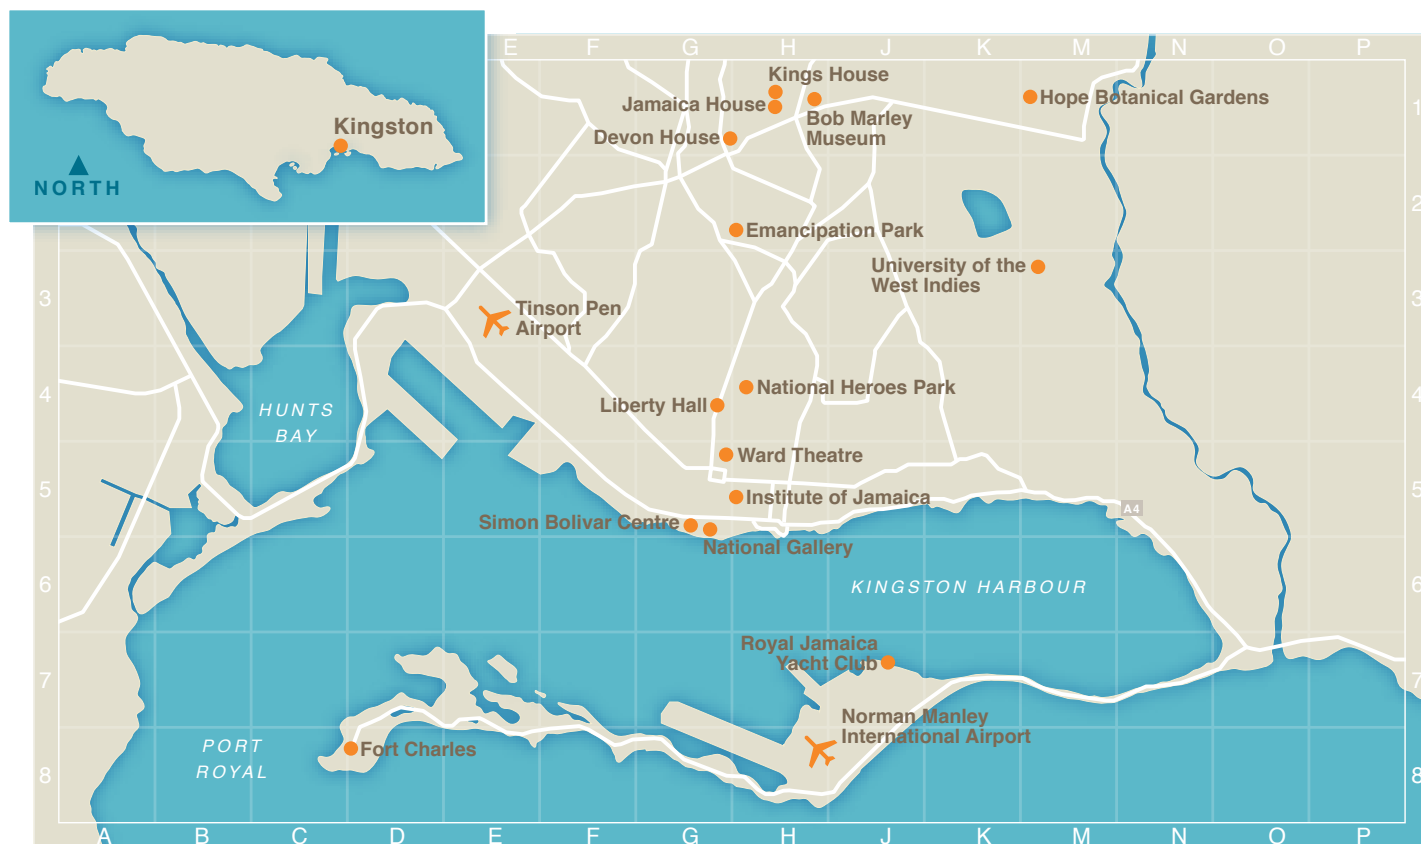 E F G H J K M N O P
Kingston
NORTH
Kings House
Jamaica House
Hope Botanical Gardens
1
Bob Marley
Museum
Devon House
2
Emancipation Park
University of the
West Indies
3
3
Tinson Pen
Airport
4
4
National Heroes Park
Liberty Hall
HUNTS
BAY
Ward Theatre
5
5
Institute of Jamaica
A4
Simon Bolivar Centre
National Gallery
6
6
KINGSTON HARBOUR
Royal Jamaica
Yacht Club
7
7
Norman Manley
International Airport
PORT
ROYAL
Fort Charles
8
8
A B C D E F G H J K M N O P